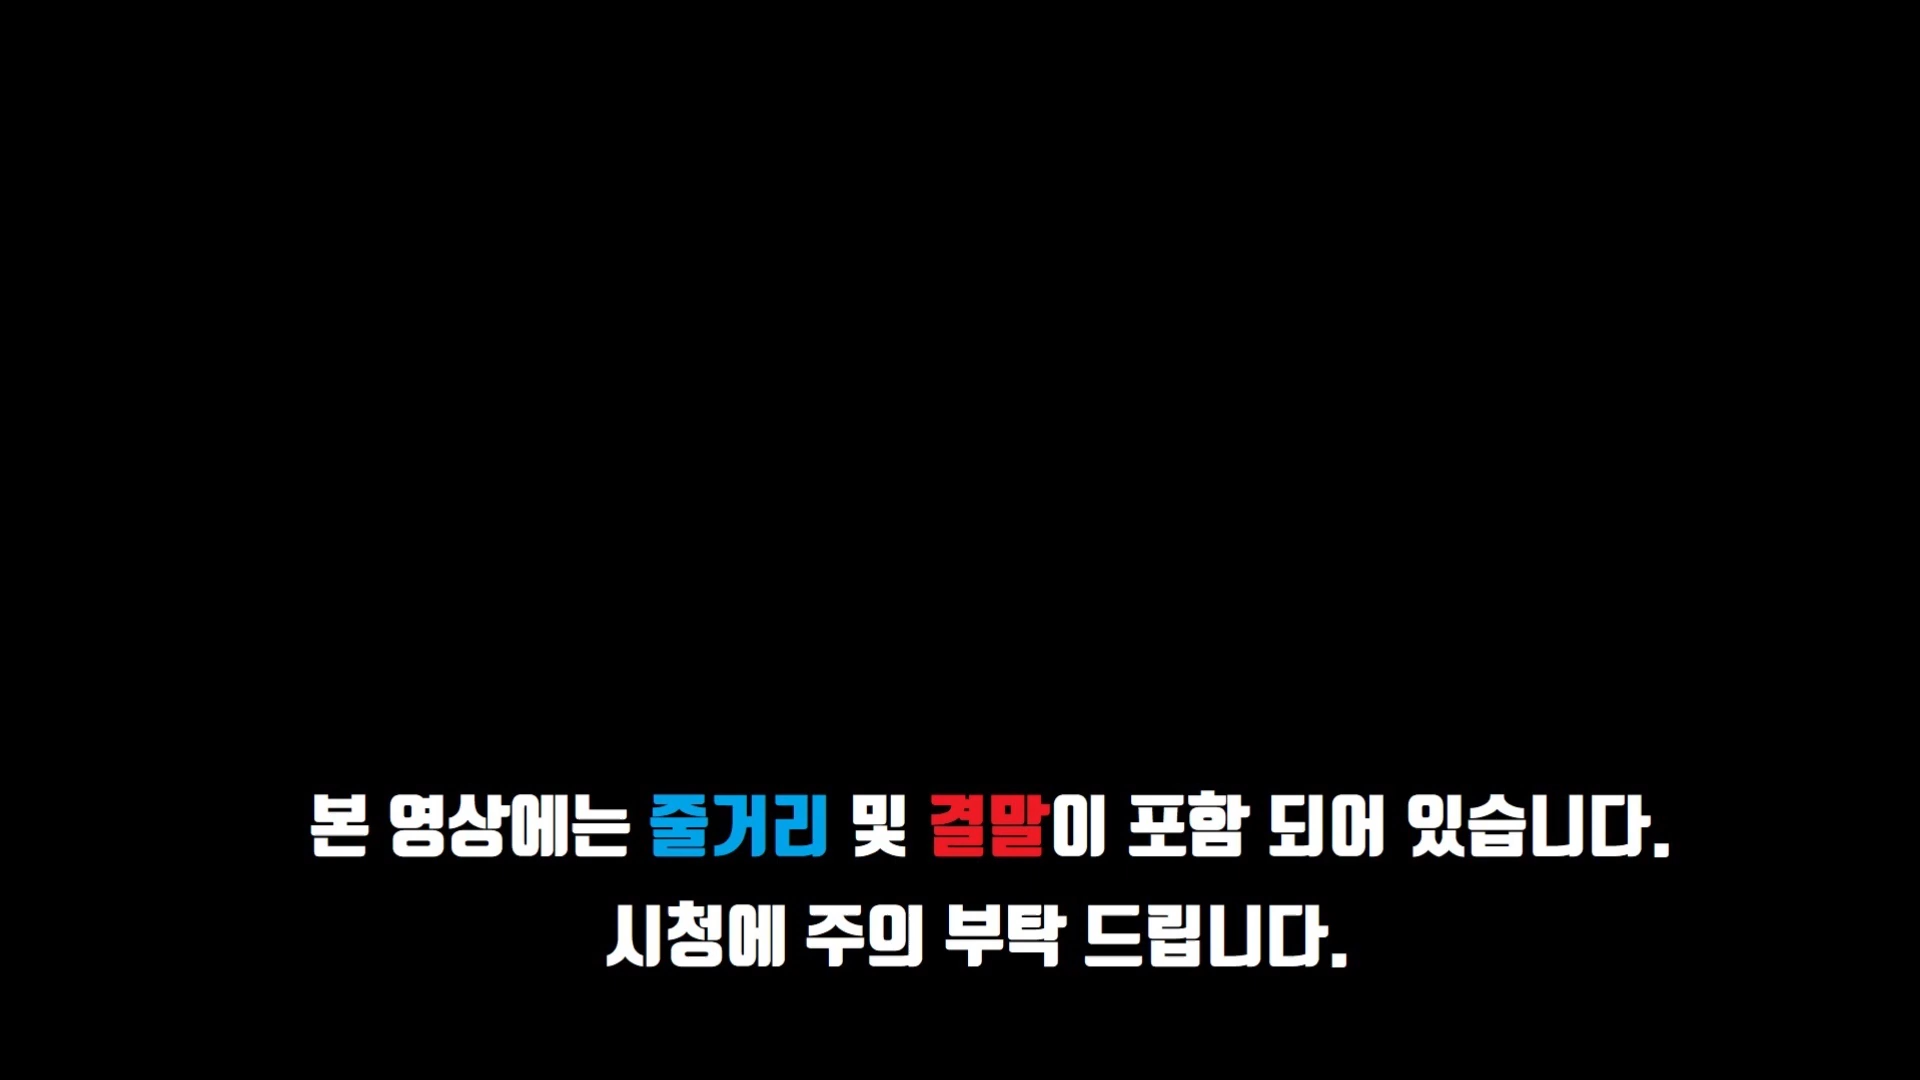 본 영상에는 줄거리 및 결말이 포함 되어 있습니다.
시청에 주의 부탁 드립니다.